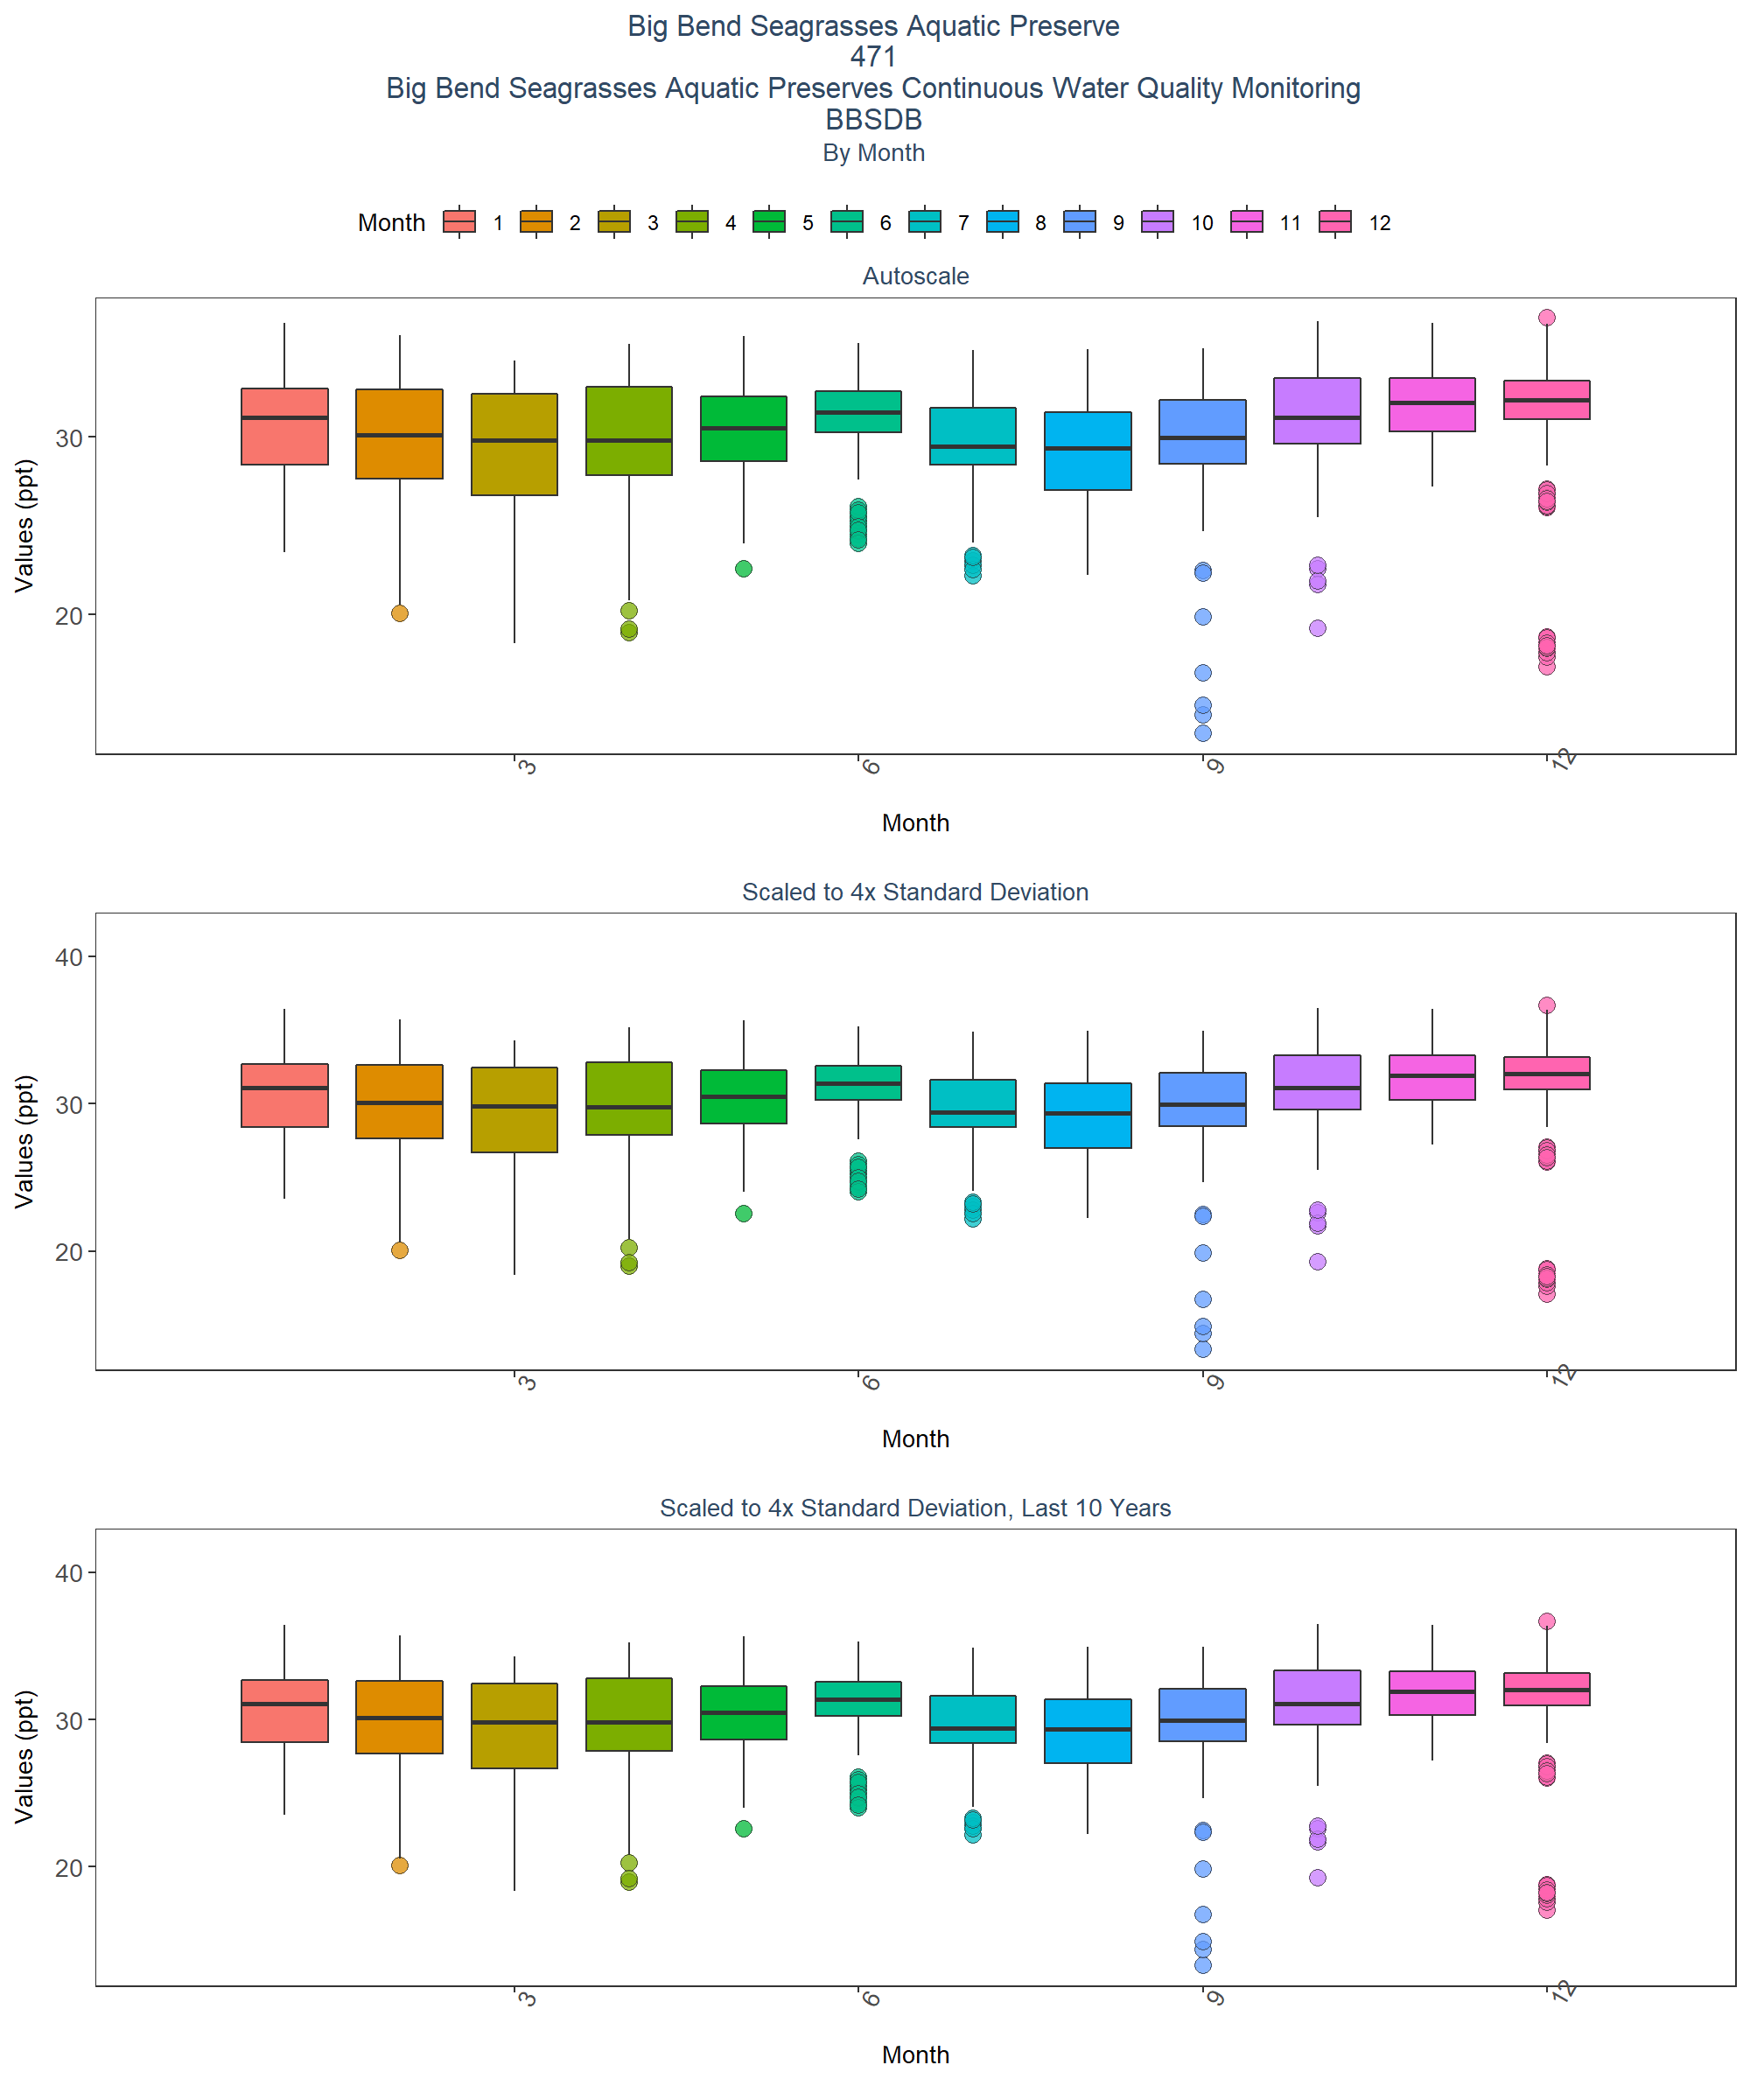 Big Bend Seagrasses Aquatic Preserve
471
Big Bend Seagrasses Aquatic Preserves Continuous Water Quality Monitoring
BBSDB
By Month
Month 1 2 3 4 5 6 7 8 9 10 11 12
Autoscale
Values (ppt)
30
20
3 6 9 12
Month
Scaled to 4x Standard Deviation
Values (ppt)
40
30
20
3 6 9 12
Month
Scaled to 4x Standard Deviation, Last 10 Years
Values (ppt)
40
30
20
3 6 9 12
Month